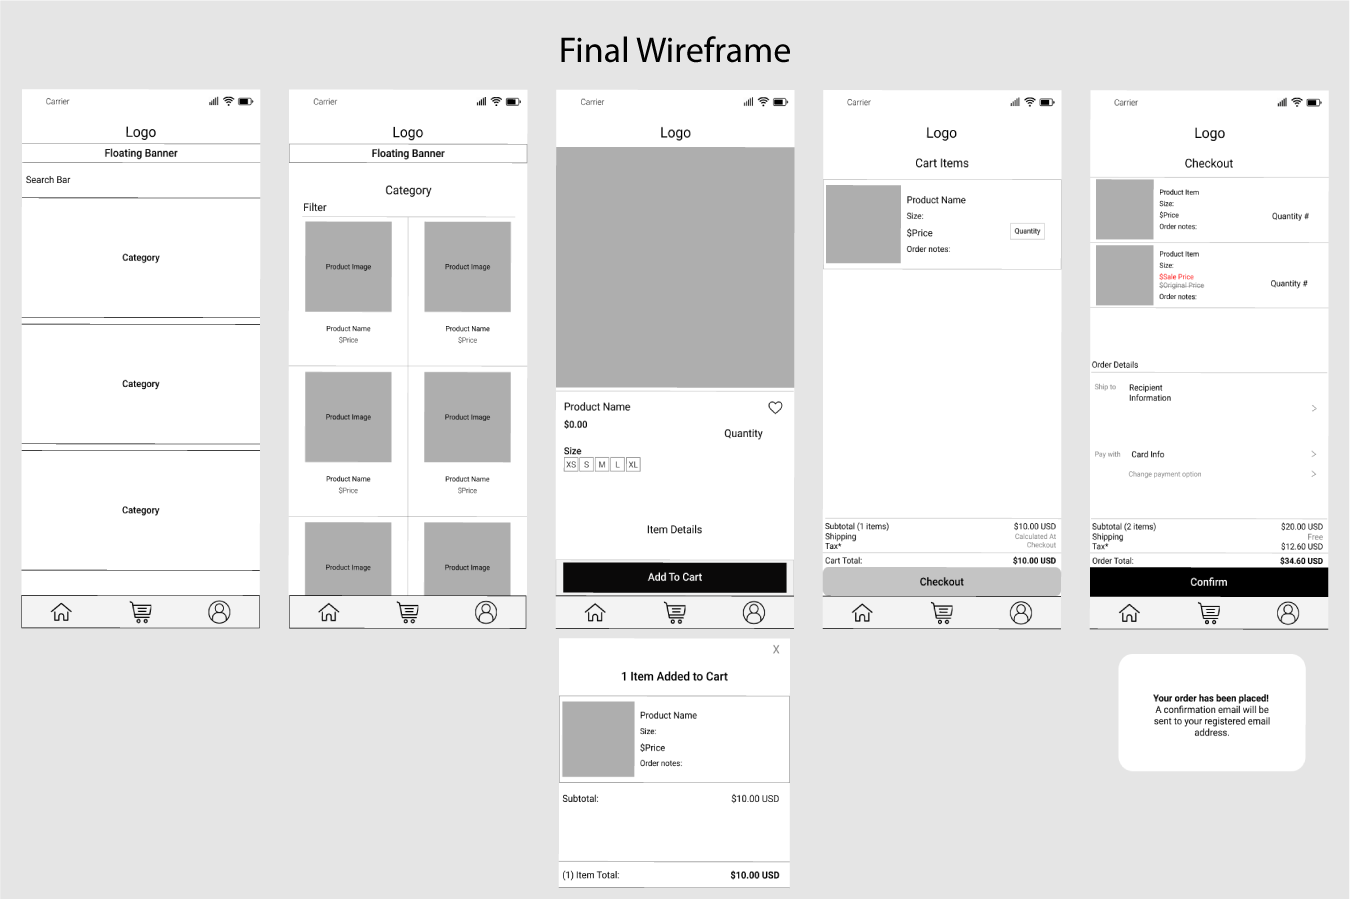 Final Wireframe
Carrier
Logo
Floating Banner
Search Bar
Category
Category
Category
Carrier
Logo
Floating Banner
Category
Filter
Product Image
Product Image
Product Name
Product Name
$Price
$Price
Product Image
Product Image
Product Name
Product Name
$Price
$Price
Product Image
Product Image
Carrier
Logo
Product Name
$0.00
Quantity
Size
XS S M L XL
Item Details
Add To Cart
X
1 Item Added to Cart
Product Name
Size:
$Price
Order notes:
Subtotal: $10.00 USD
(1) Item Total: $10.00 USD
Carrier
Logo
Cart Items
Product Name
Size:
$Price
Quantity
Order notes:
Subtotal (1 items) $10.00 USD
Shipping Calculated At
Tax* Checkout
Cart Total: $10.00 USD
Checkout
Carrier
Logo
Checkout
Product Item
Size:
$Price
Quantity #
Order notes:
Product Item
Size:
$Sale Price
$Original Price
Quantity #
Order notes:
Order Details
Ship to Recipient
Information
Pay with Card Info
Change payment option
Subtotal (2 items) $20.00 USD
Shipping Free
Tax* $12.60 USD
Order Total: $34.60 USD
Confirm
Your order has been placed!
A confirmation email will be
sent to your registered email
address.